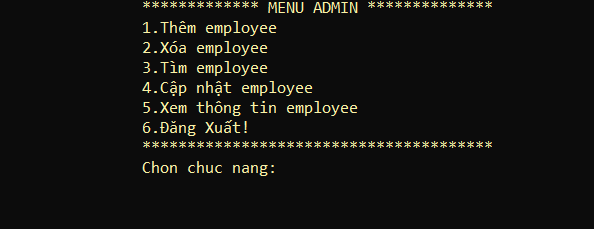 ************* MENU ADMIN **************
1.Thêm employee
2.Xóa employee
3.Tìm employee
4.Cập nhật employee
5.Xem thông tin employee
6.Đăng Xuất!
***************************************
Chon chuc nang: